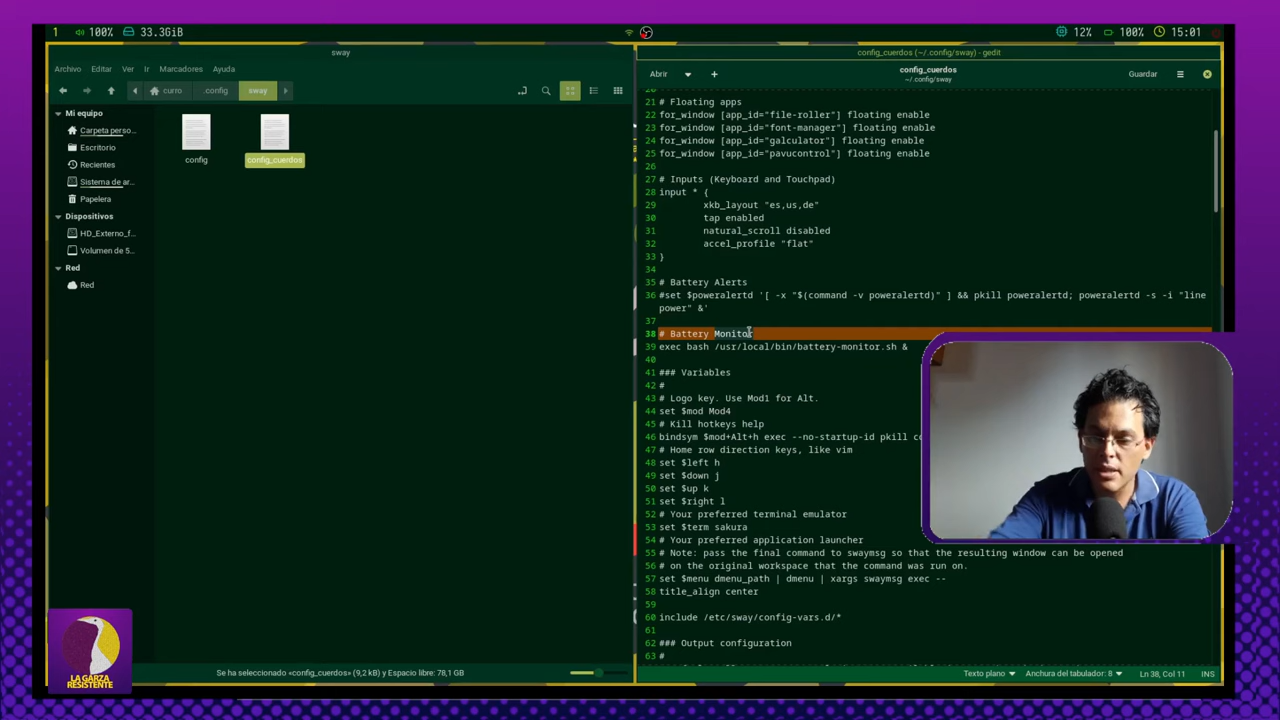 1 100% 33.3GiB
12% 100% 15:01
sway
Archivo Editar Ver Ir Marcadores Ayuda
curro .config sway
Mi equipo
Carpeta perso...
Escritorio
Recientes
Sistema de ar...
Papelera
Dispositivos
HD_Externo_f...
Volumen de 5...
Red
Red
config
config_cuerdos
Se ha seleccionado «config_cuerdos» (9,2 kB) y Espacio libre: 78,1 GB
config_cuerdos (~/.config/sway) - gedit
Abrir
config_cuerdos
~/.config/sway
Guardar
20
21 # Floating apps
22 for_window [app_id="file-roller"] floating enable
23 for_window [app_id="font-manager"] floating enable
24 for_window [app_id="galculator"] floating enable
25 for_window [app_id="pavucontrol"] floating enable
26
27 # Inputs (Keyboard and Touchpad)
28 input * {
29 xkb_layout "es,us,de"
30 tap enabled
31 natural_scroll disabled
32 accel_profile "flat"
33 }
34
35 # Battery Alerts
36 #set $poweralertd '[ -x "$(command -v poweralertd)" ] && pkill poweralertd; poweralertd -s -i "line
power" &'
37
38 # Battery Monitor
39 exec bash /usr/local/bin/battery-monitor.sh &
40
41 ### Variables
42 #
43 # Logo key. Use Mod1 for Alt.
44 set $mod Mod4
45 # Kill hotkeys help
46 bindsym $mod+Alt+h exec --no-startup-id pkill
47 # Home row direction keys, like vim
48 set $left h
49 set $down j
50 set $up k
51 set $right l
52 # Your preferred terminal emulator
53 set $term sakura
54 # Your preferred application launcher
55 # Note: pass the final command to swaymsg so that the resulting window can be opened
56 # on the original workspace that the command was run on.
57 set $menu dmenu_path | dmenu | xargs swaymsg exec --
58 title_align center
59
60 include /etc/sway/config-vars.d/*
61
62 ### Output configuration
63 #
Texto plano Anchura del tabulador: 8 Ln 38, Col 11 INS
LA GARZA
RESISTENTE